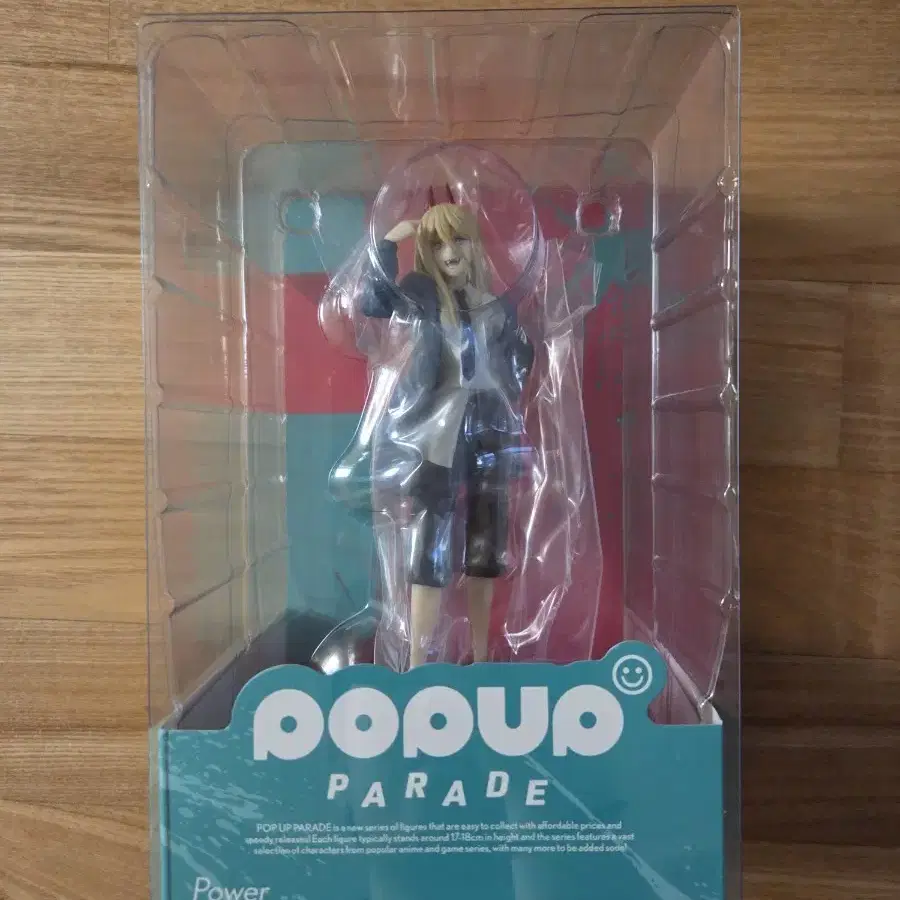 POPUP
PARADE
POP UP PARADE is a new series of figures that are easy to collect with affordable prices and
speedy releases! Each figure typically stands around 17-18cm in height and the series features a vast
selection of characters from popular anime and game series, with many more to be added soon!
Power